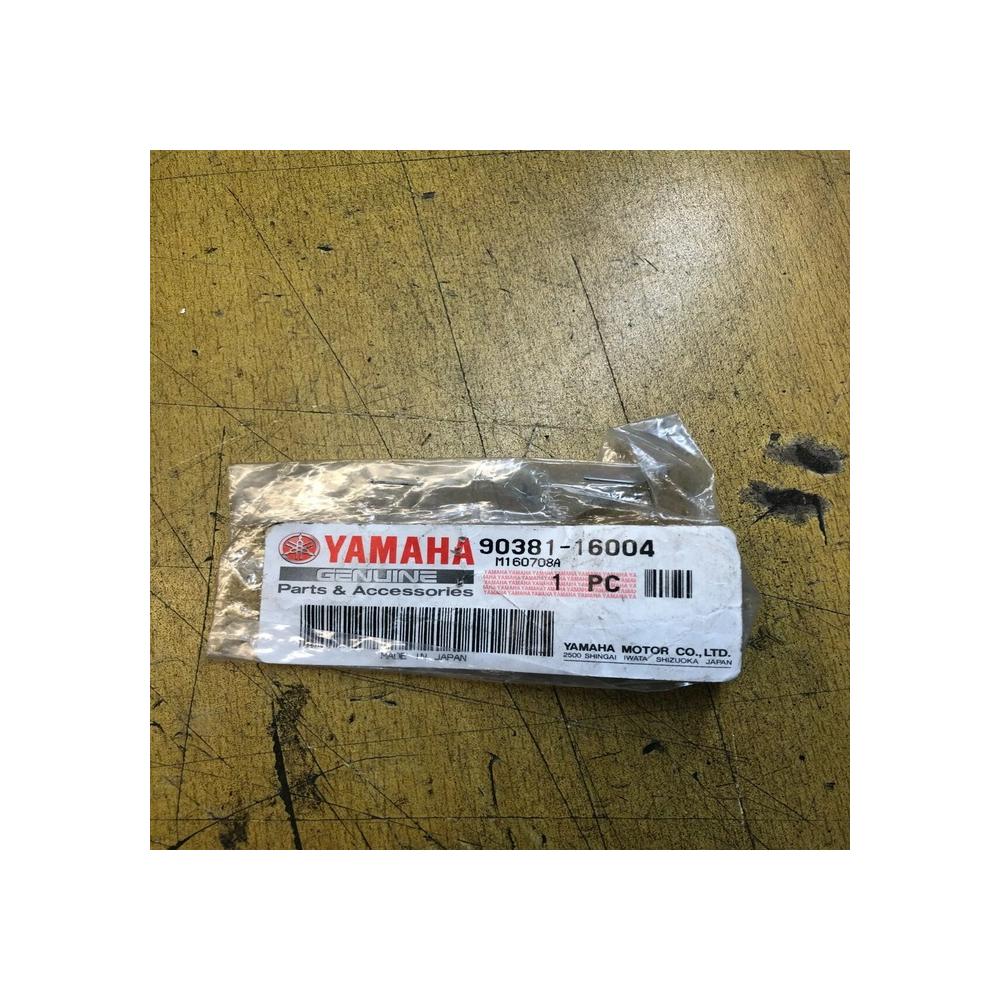 YAMAHA 90381-16004
M160708A
GENUINE
1 PC
Parts & Accessories
YAMAHA MOTOR CO.,LTD.
MADE IN JAPAN
2500 SHINGAI IWATA SHIZUOKA JAPAN